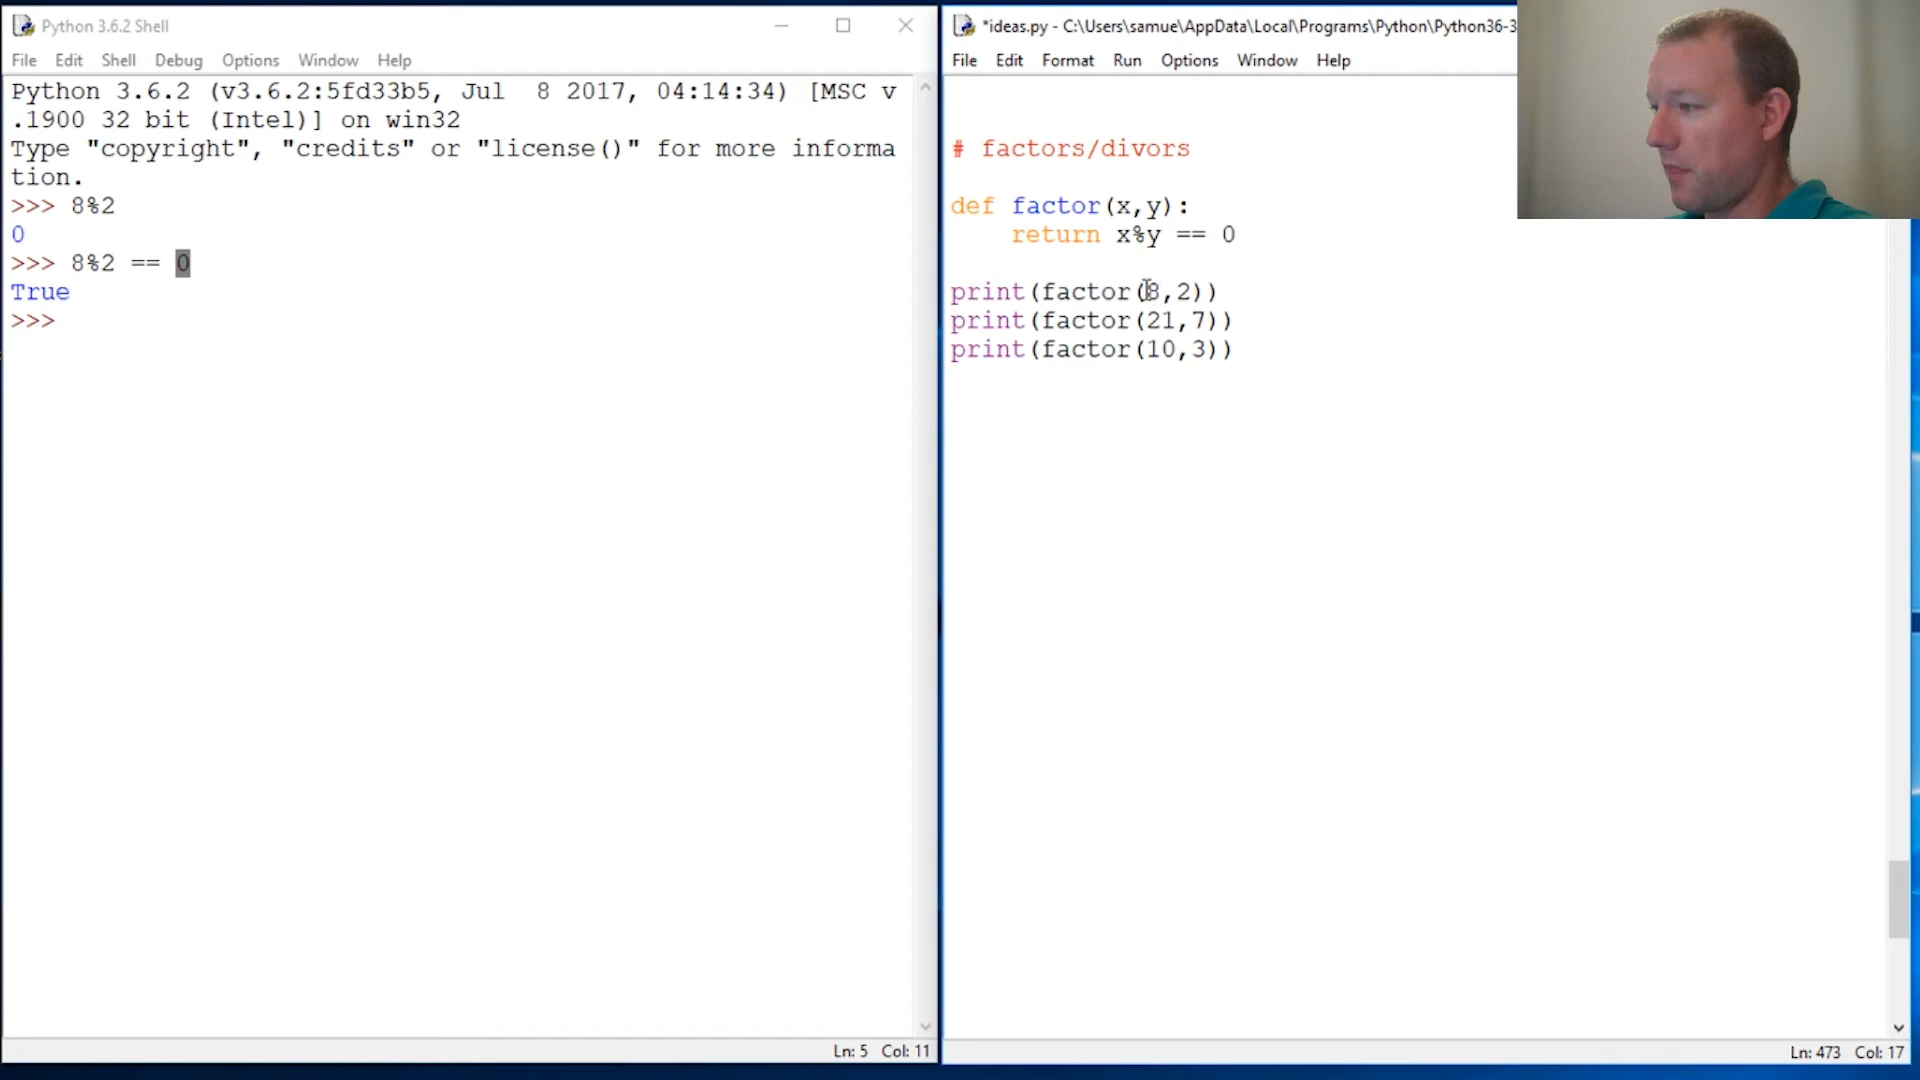 Python 3.6.2 Shell
File Edit Shell Debug Options Window Help
Python 3.6.2 (v3.6.2:5fd33b5, Jul  8 2017, 04:14:34) [MSC v
.1900 32 bit (Intel)] on win32
Type "copyright", "credits" or "license()" for more informa
tion.
>>> 8%2
0
>>> 8%2 == 0
True
>>>
Ln: 5 Col: 11
*ideas.py - C:\Users\samue\AppData\Local\Programs\Python\Python36-3
File Edit Format Run Options Window Help
# factors/divors
def factor(x,y):
    return x%y == 0
print(factor(8,2))
print(factor(21,7))
print(factor(10,3))
Ln: 473 Col: 17